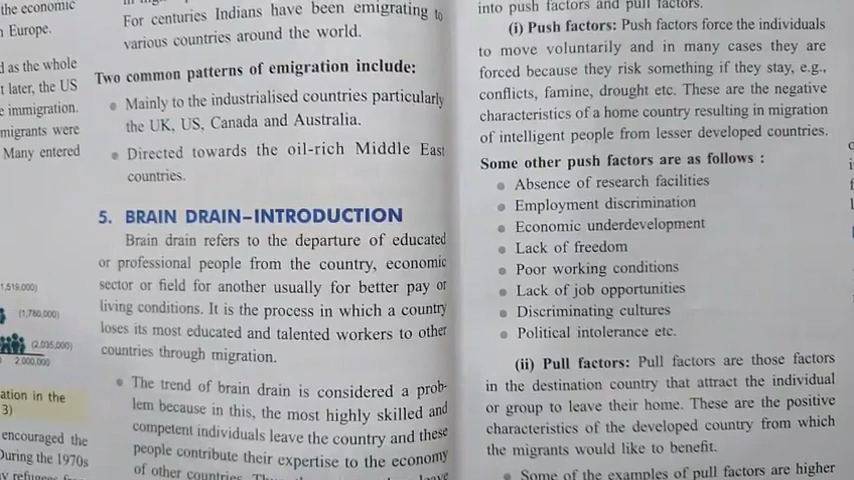 the economic
n Europe.
d as the whole
t later, the US
e immigration.
migrants were
Many entered
1,519,000)
(1,780,000)
(2,035,000)
2,000,000
ation in the
3)
encouraged the
During the 1970s
For centuries Indians have been emigrating to
various countries around the world.
Two common patterns of emigration include:
• Mainly to the industrialised countries particularly
the UK, US, Canada and Australia.
• Directed towards the oil-rich Middle East
countries.
5. BRAIN DRAIN–INTRODUCTION
Brain drain refers to the departure of educated
or professional people from the country, economic
sector or field for another usually for better pay or
living conditions. It is the process in which a country
loses its most educated and talented workers to other
countries through migration.
• The trend of brain drain is considered a prob-
lem because in this, the most highly skilled and
competent individuals leave the country and these
people contribute their expertise to the economy
of other countries.
into push factors and pull factors.
(i) Push factors: Push factors force the individuals
to move voluntarily and in many cases they are
forced because they risk something if they stay, e.g.,
conflicts, famine, drought etc. These are the negative
characteristics of a home country resulting in migration
of intelligent people from lesser developed countries.
Some other push factors are as follows :
• Absence of research facilities
• Employment discrimination
• Economic underdevelopment
• Lack of freedom
• Poor working conditions
• Lack of job opportunities
• Discriminating cultures
• Political intolerance etc.
(ii) Pull factors: Pull factors are those factors
in the destination country that attract the individual
or group to leave their home. These are the positive
characteristics of the developed country from which
the migrants would like to benefit.
• Some of the examples of pull factors are higher